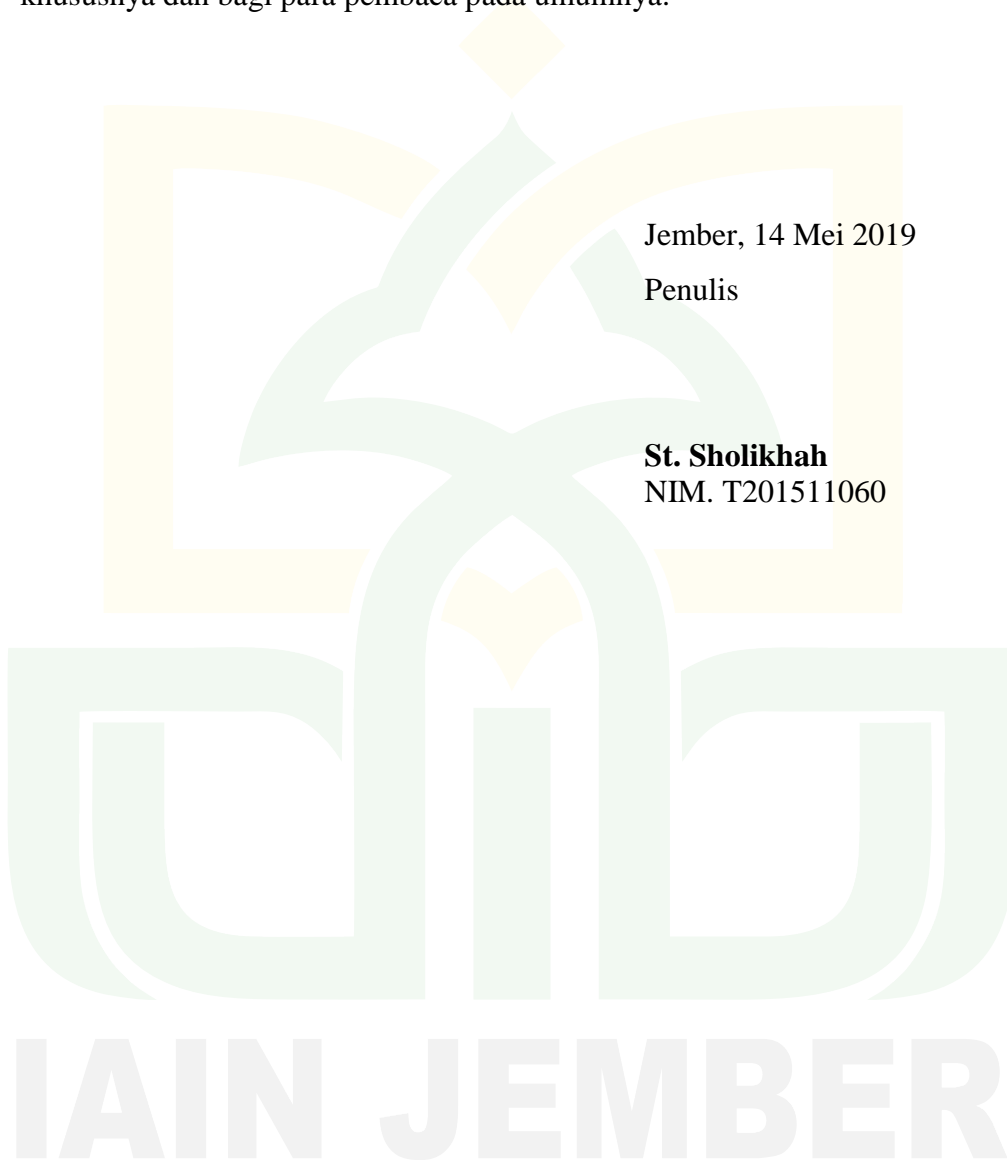 khususnya dan bagi para pembaca pada umumnya.
Jember, 14 Mei 2019
Penulis
St. Sholikhah
NIM. T201511060
IAIN JEMBER